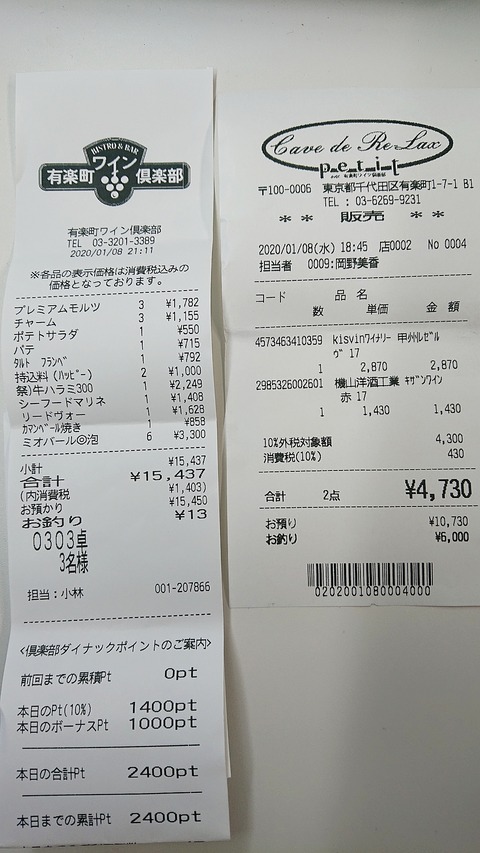 BISTRO & BAR
ワイン
有楽町 倶楽部
有楽町ワイン倶楽部
TEL 03-3201-3389
2020/01/08 21:11
※各品の表示価格は消費税込みの
価格となっております。
プレミアムモルツ 3 ¥1,782
チャーム 3 ¥1,155
ポテトサラダ 1 ¥550
パテ 1 ¥715
タルト フランベ 1 ¥792
持込料(ハッピー) 2 ¥1,000
祭)牛ハラミ300 1 ¥2,249
シーフードマリネ 1 ¥1,408
リードヴォー 1 ¥1,628
カマンベール焼き 1 ¥858
ミオバール◎泡 6 ¥3,300
小計 ¥15,437
合計 ¥15,437
(内消費税 ¥1,403)
お預かり ¥15,450
お釣り ¥13
0303卓
3名様
担当:小林 001-207866
<倶楽部ダイナックポイントのご案内>
前回までの累積Pt 0pt
本日のPt(10%) 1400pt
本日のボーナスPt 1000pt
本日の合計Pt 2400pt
本日までの累計Pt 2400pt
Cave de Re-Lax
petit
有楽町ワイン倶楽部
〒100-0006 東京都千代田区有楽町1-7-1 B1
TEL : 03-6269-9231
** 販売 **
2020/01/08(水) 18:45 店0002 No 0004
担当者 0009:岡野美香
コード 品 名
数 単価 金 額
4573463410359 kisvinワイナリー 甲州レゼル
ヴ 17
1 2,870 2,870
2985326002601 機山洋酒工業 キザンワイン
赤 17
1 1,430 1,430
10%外税対象額 4,300
消費税(10%) 430
合計 2点 ¥4,730
お預り ¥10,730
お釣り ¥6,000
0202001080004000